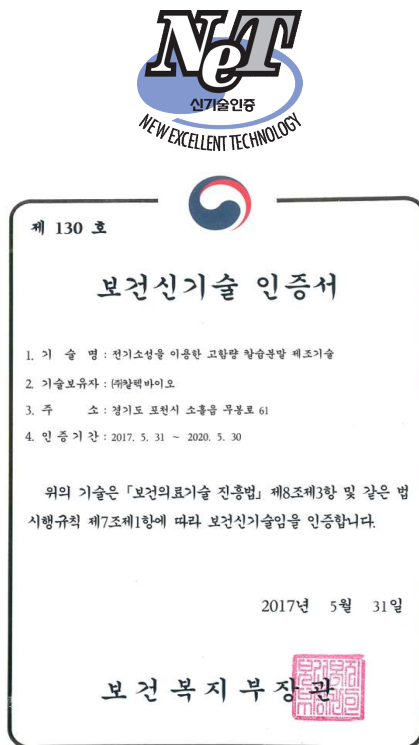 NeT
신기술인증
NEW EXCELLENT TECHNOLOGY
제 130 호
보건신기술 인증서
1. 기 술 명 : 전기소성을 이용한 고함량 칼슘분말 제조기술
2. 기술보유자 : ㈜칼텍바이오
3. 주 소 : 경기도 포천시 소흘읍 무봉로 61
4. 인 증 기 간 : 2017. 5. 31 ~ 2020. 5. 30
위의 기술은 「보건의료기술 진흥법」 제8조제3항 및 같은 법
시행규칙 제7조제1항에 따라 보건신기술임을 인증합니다.
2017년 5월 31일
보건복지부장관